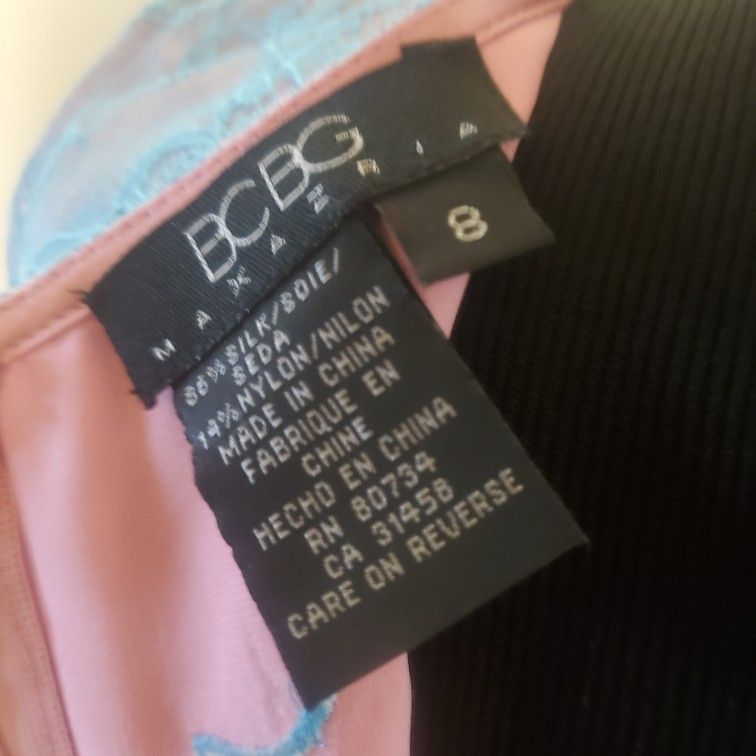 BCBG
MAXAZRIA
8
86% SILK/SOIE/
SEDA
14% NYLON/NILON
MADE IN CHINA
FABRIQUE EN
CHINE
HECHO EN CHINA
RN 80734
CA 31458
CARE ON REVERSE